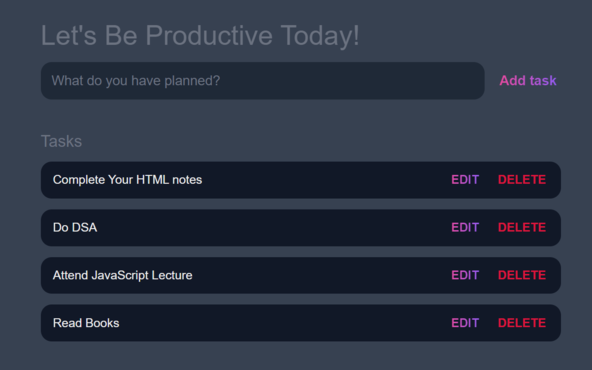 Let's Be Productive Today!
What do you have planned? Add task
Tasks
Complete Your HTML notes EDIT DELETE
Do DSA EDIT DELETE
Attend JavaScript Lecture EDIT DELETE
Read Books EDIT DELETE